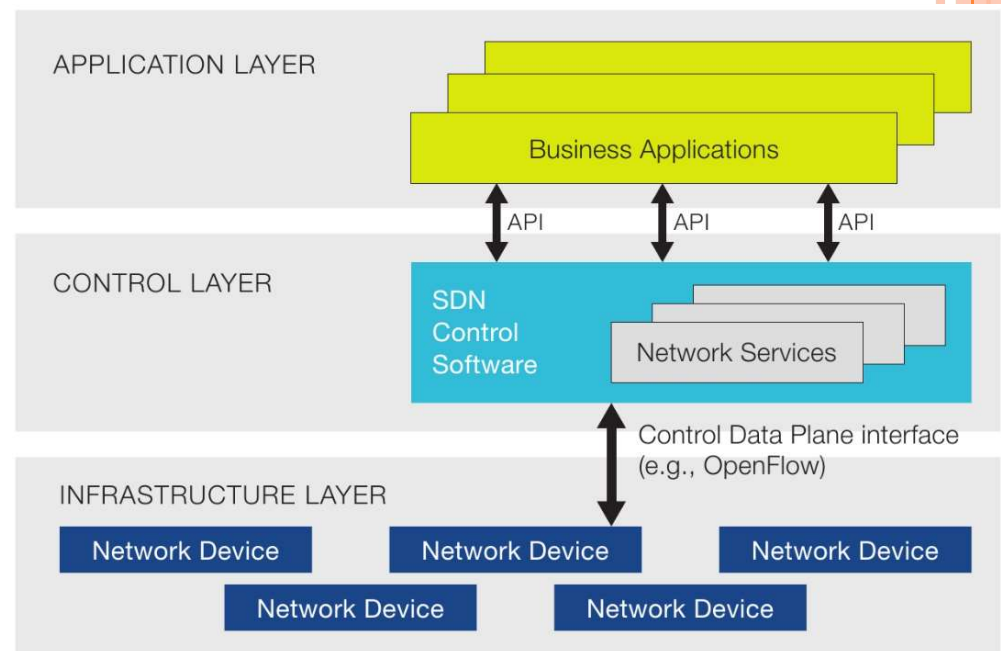 APPLICATION LAYER
Business Applications
API
API
API
CONTROL LAYER
SDN
Control
Software
Network Services
Control Data Plane interface
(e.g., OpenFlow)
INFRASTRUCTURE LAYER
Network Device
Network Device
Network Device
Network Device
Network Device